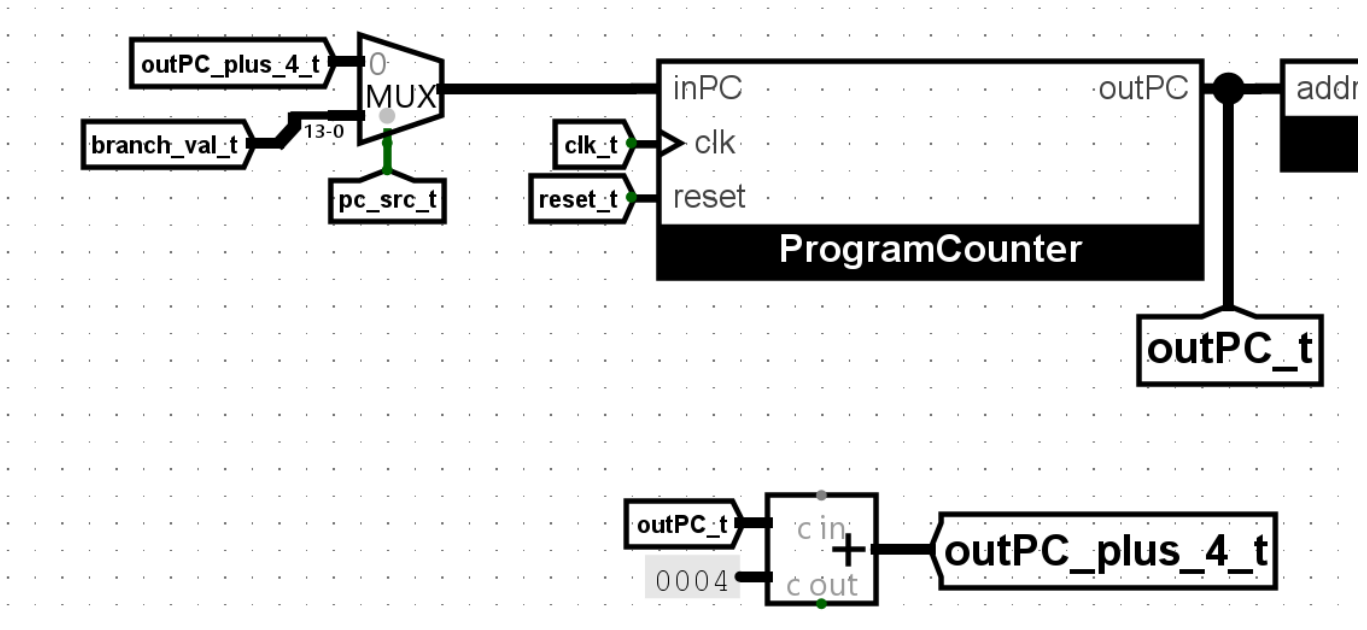 outPC_plus_4_t
0
MUX
branch_val_t
13-0
pc_src_t
inPC
outPC
clk_t
clk
reset_t
reset
ProgramCounter
addr
outPC_t
outPC_t
0004
c in
+
c out
outPC_plus_4_t